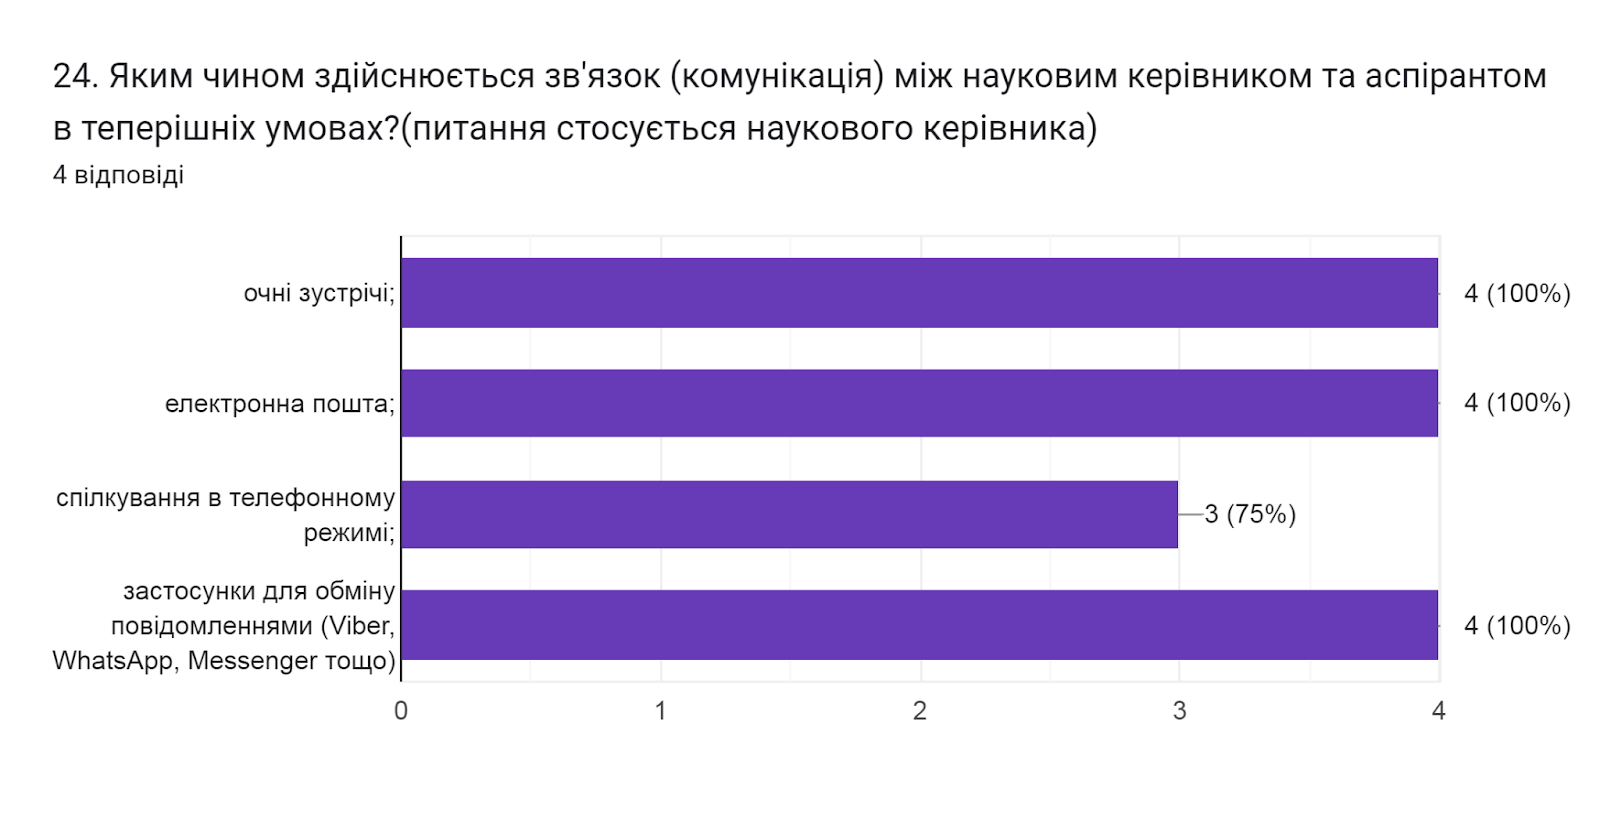 24. Яким чином здійснюється зв'язок (комунікація) між науковим керівником та аспірантом
в теперішніх умовах?(питання стосується наукового керівника)
4 відповіді
очні зустрічі;
4 (100%)
електронна пошта;
4 (100%)
спілкування в телефонному
режимі;
3 (75%)
застосунки для обміну
повідомленнями (Viber,
WhatsApp, Messenger тощо)
4 (100%)
0 1 2 3 4